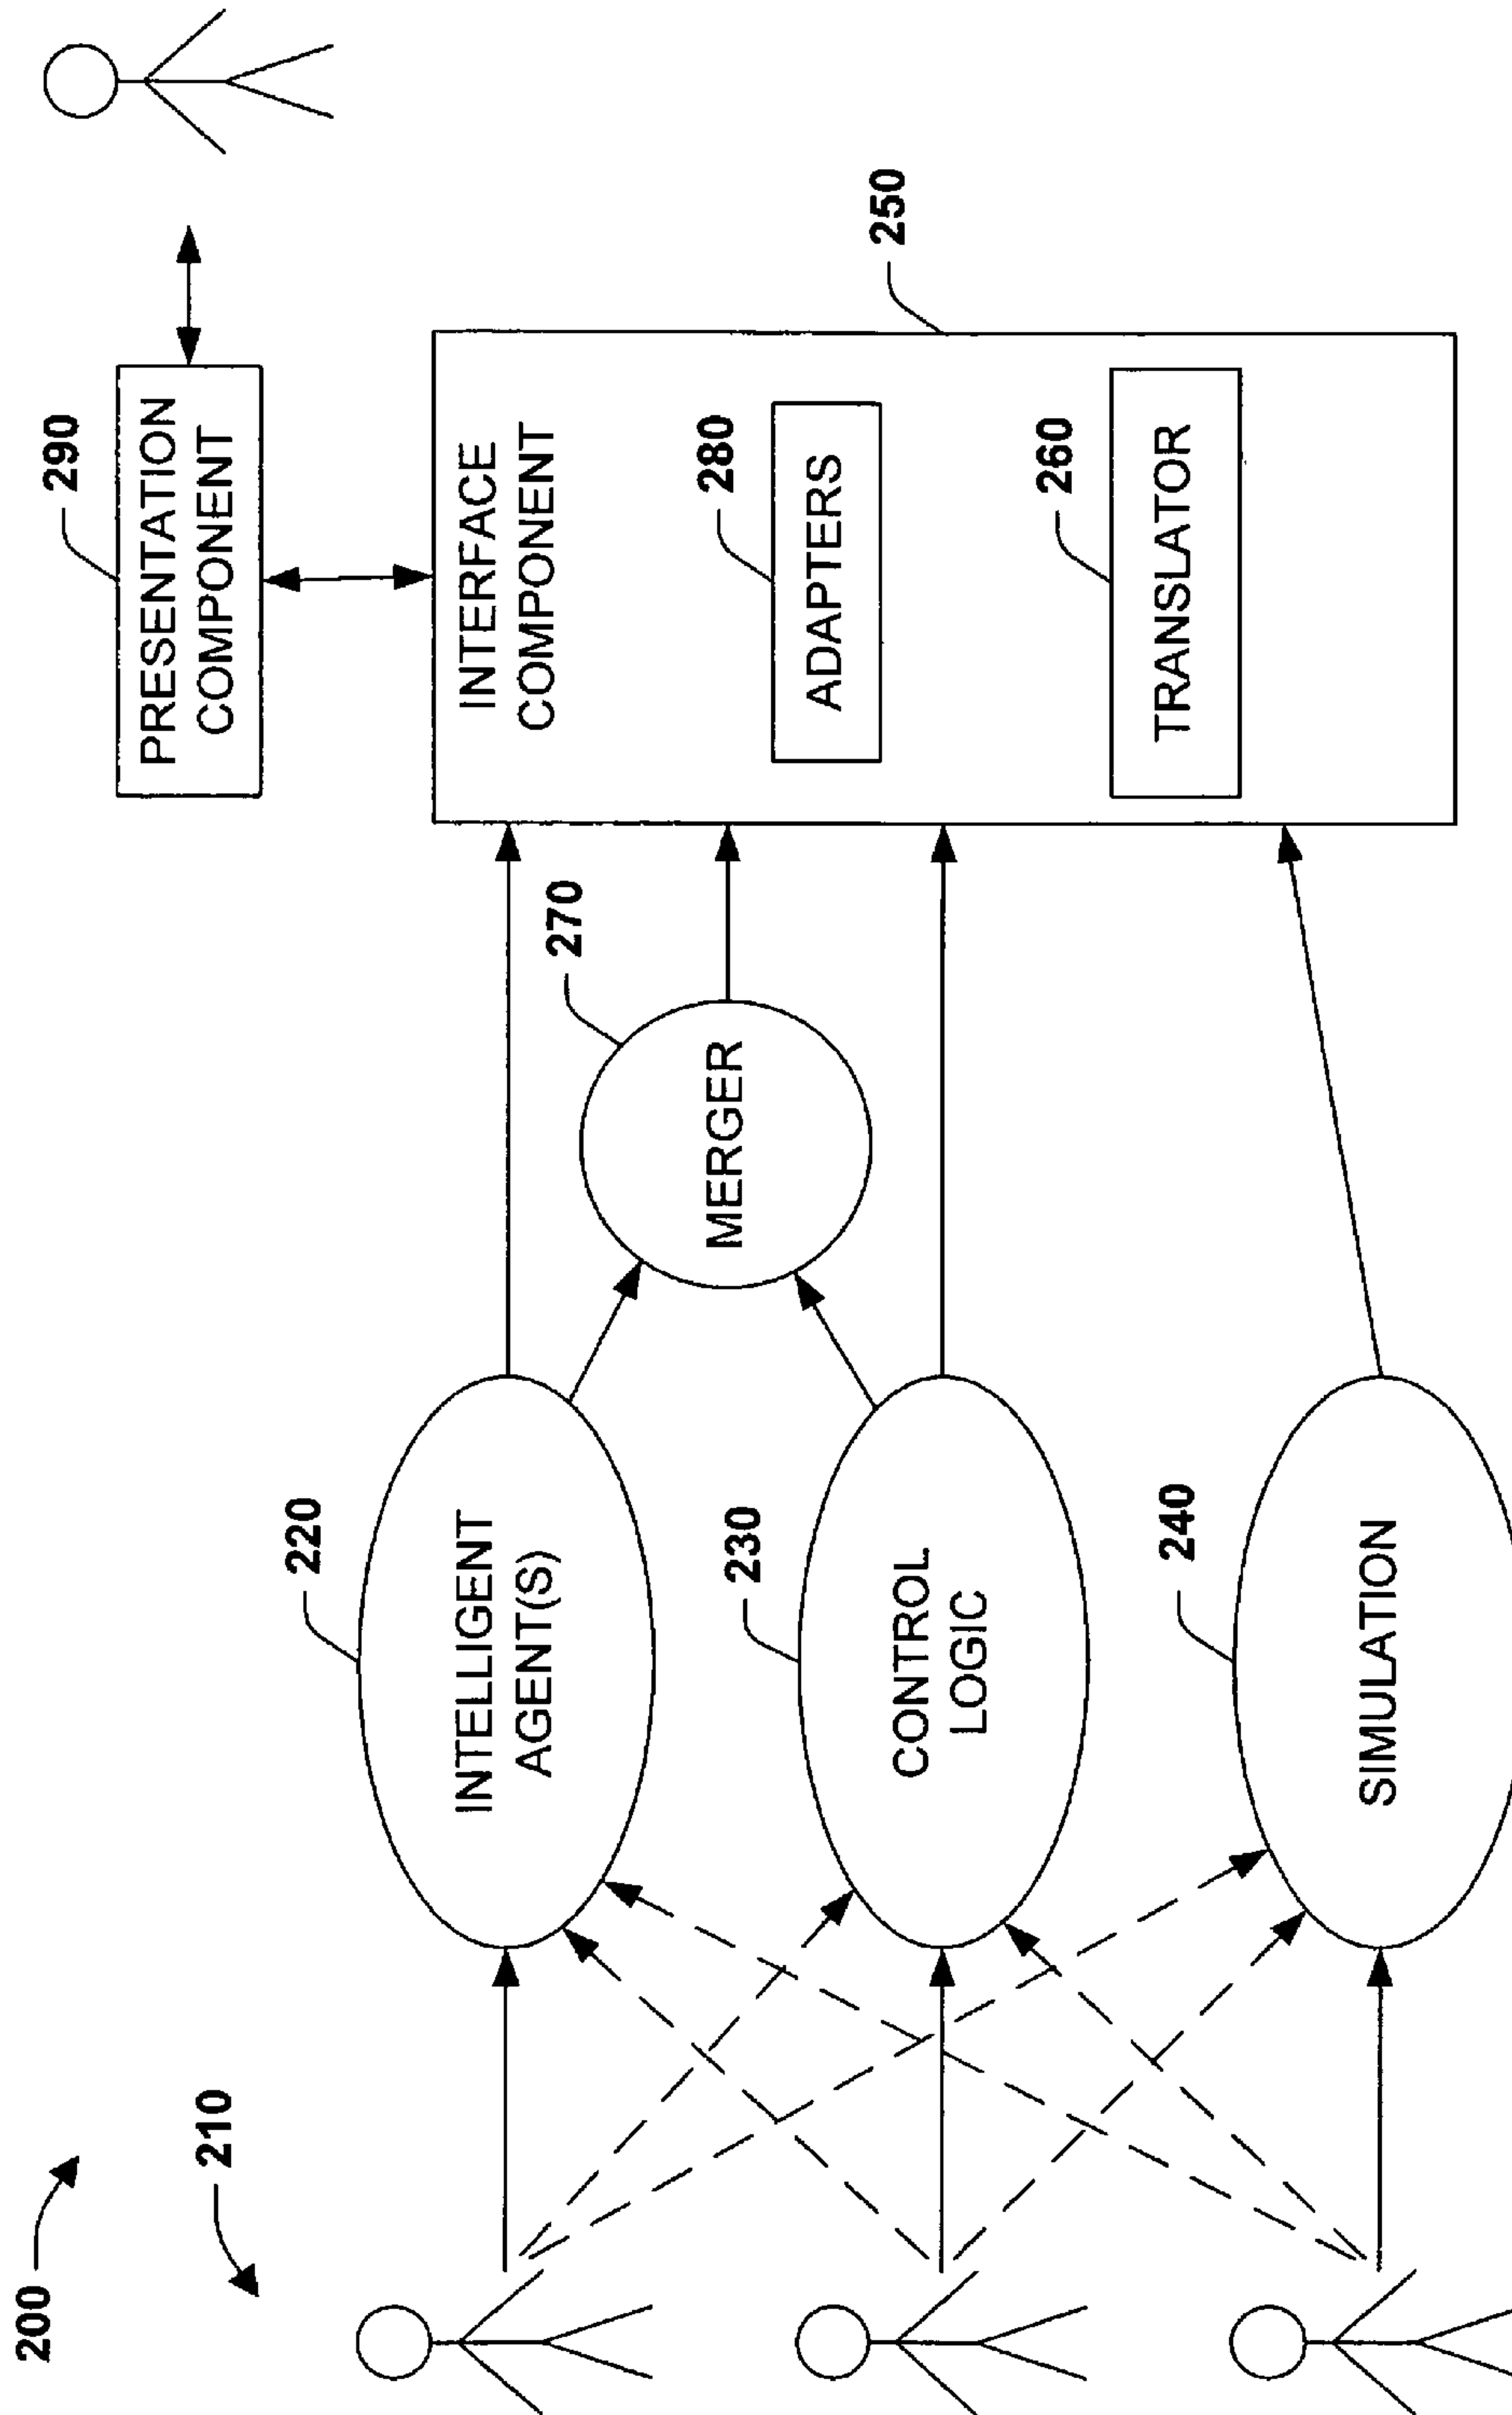 200
210
220
INTELLIGENT
AGENT(S)
230
CONTROL
LOGIC
240
SIMULATION
270
MERGER
290
PRESENTATION
COMPONENT
250
INTERFACE
COMPONENT
280
ADAPTERS
260
TRANSLATOR